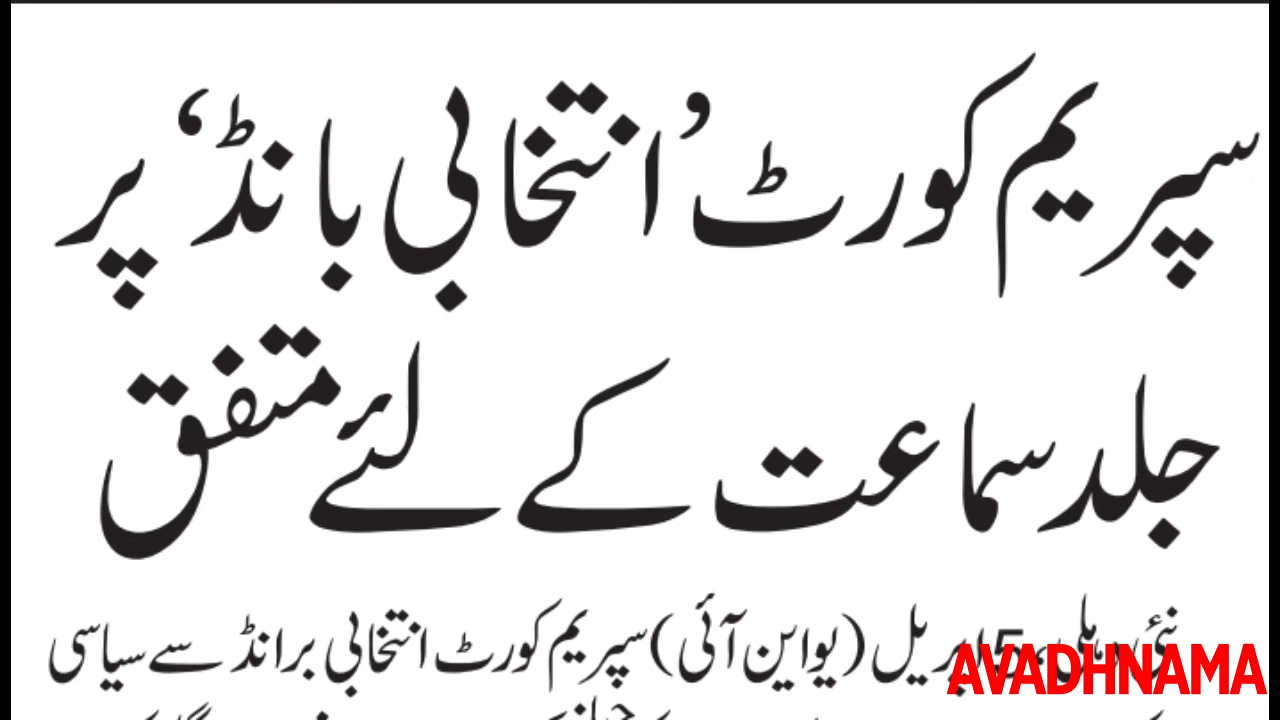 سپریم کورٹ ’انتخابی بانڈ‘ پر
جلد سماعت کے لئے متفق
نئی دہلی، 5 اپریل (یو این آئی) سپریم کورٹ انتخابی برانڈ سے سیاسی
AVADHNAMA